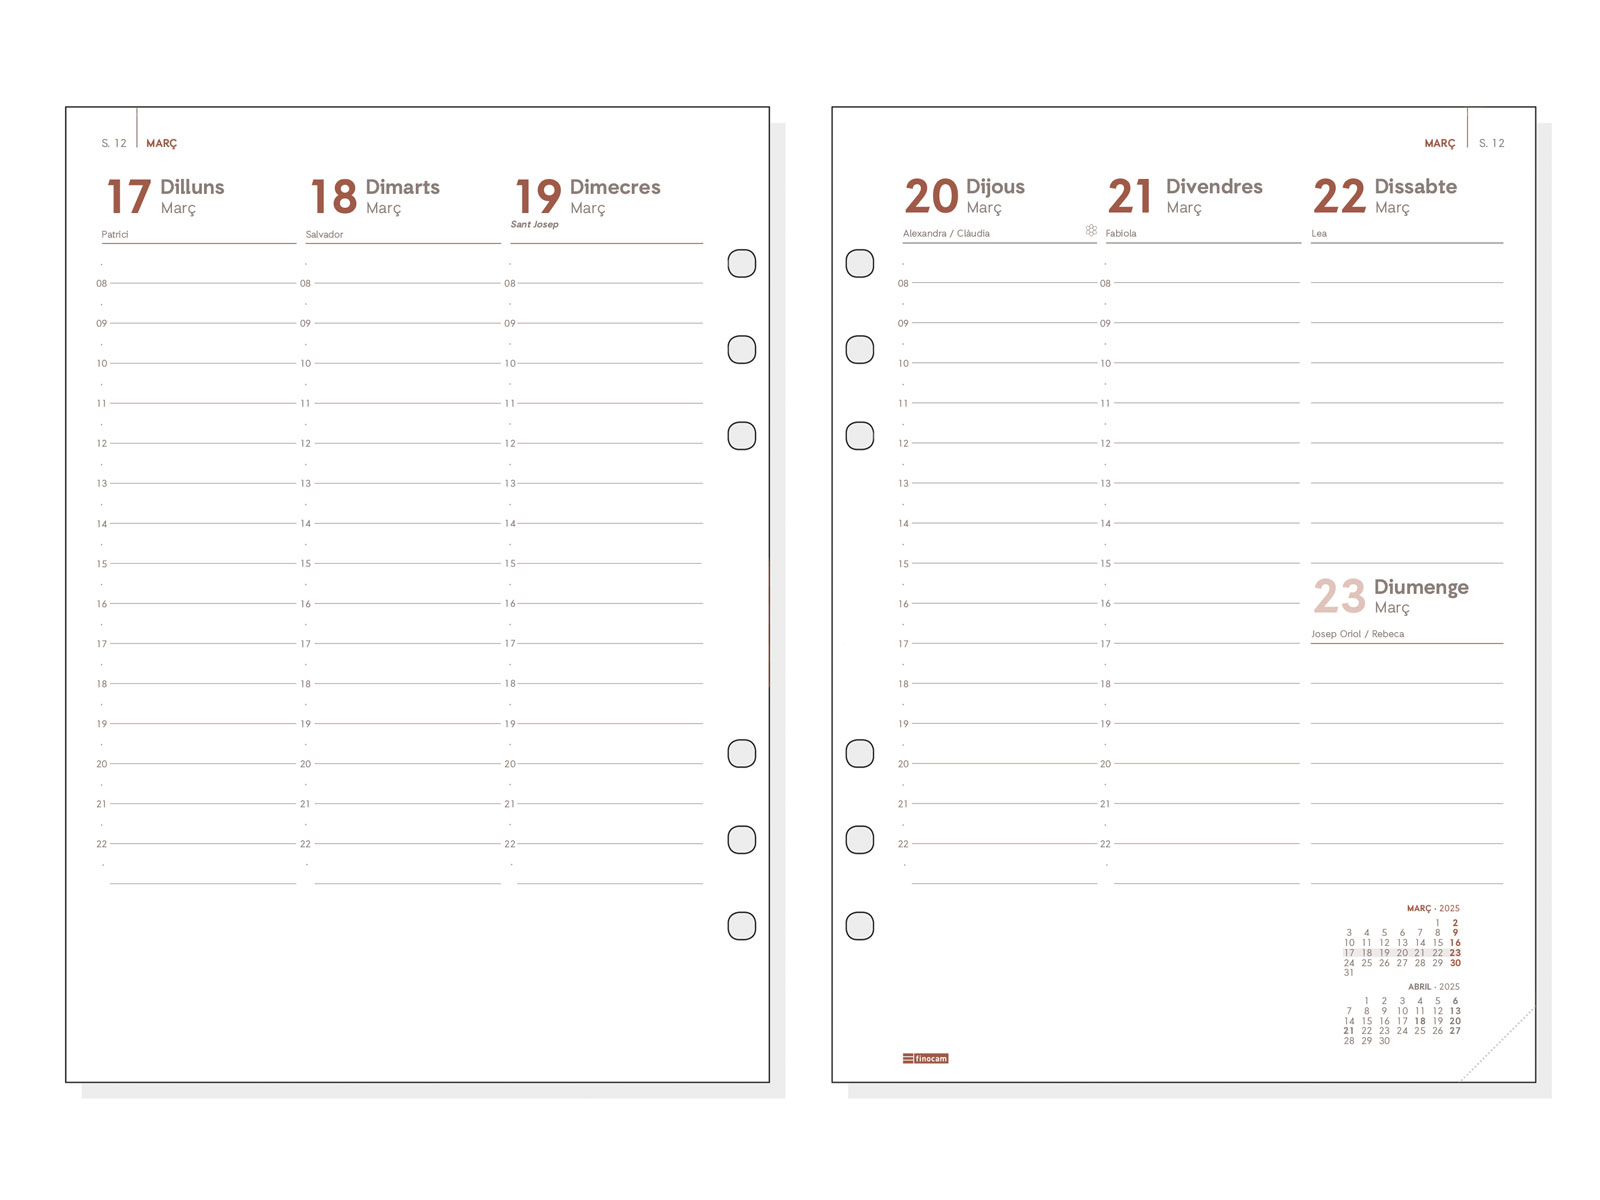 S. 12 MARÇ
17 Dilluns
Març
Patrici
18 Dimarts
Març
Salvador
19 Dimecres
Març
Sant Josep
08 08 08
09 09 09
10 10 10
11 11 11
12 12 12
13 13 13
14 14 14
15 15 15
16 16 16
17 17 17
18 18 18
19 19 19
20 20 20
21 21 21
22 22 22
MARÇ S. 12
20 Dijous
Març
Alexandra / Clàudia
21 Divendres
Març
Fabiola
22 Dissabte
Març
Lea
08 08
09 09
10 10
11 11
12 12
13 13
14 14
15 15
16 16
17 17
18 18
19 19
20 20
21 21
22 22
23 Diumenge
Març
Josep Oriol / Rebeca
MARÇ · 2025
1 2
3 4 5 6 7 8 9
10 11 12 13 14 15 16
17 18 19 20 21 22 23
24 25 26 27 28 29 30
31
ABRIL · 2025
1 2 3 4 5 6
7 8 9 10 11 12 13
14 15 16 17 18 19 20
21 22 23 24 25 26 27
28 29 30
finocam